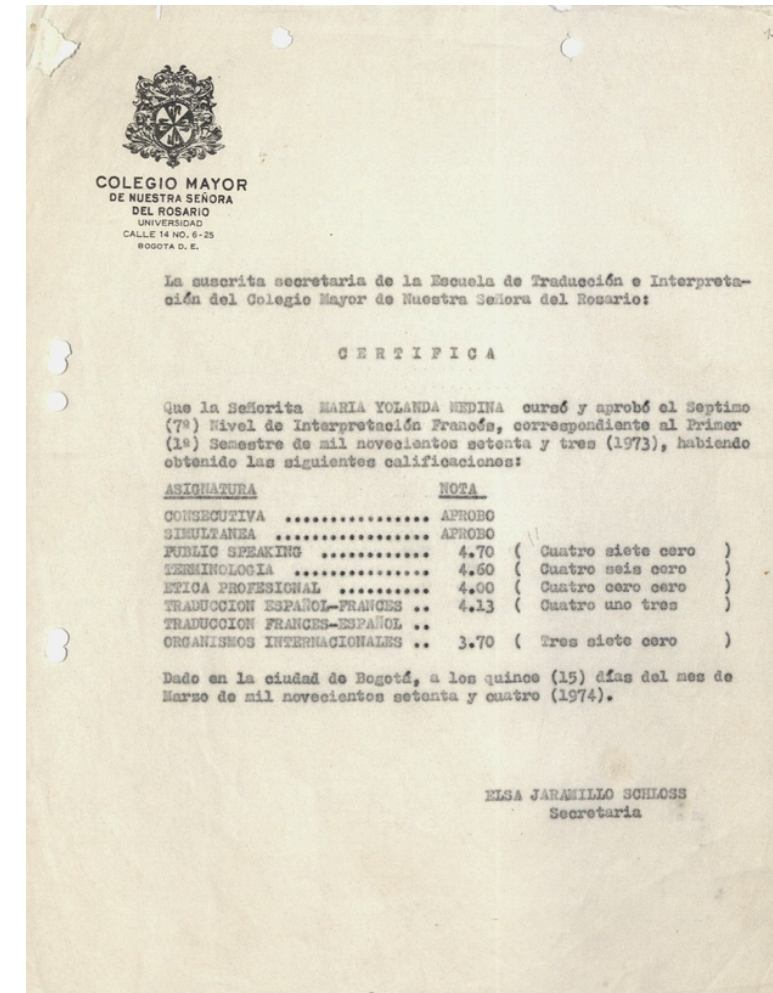 COLEGIO MAYOR
DE NUESTRA SEÑORA
DEL ROSARIO
UNIVERSIDAD
CALLE 14 NO. 6-25
BOGOTA D. E.
La suscrita secretaria de la Escuela de Traducción e Interpreta-
ción del Colegio Mayor de Nuestra Señora del Rosario:
C E R T I F I C A
Que la Señorita MARIA YOLANDA MEDINA cursó y aprobó el Septimo
(7º) Nivel de Interpretación Francés, correspondiente al Primer
(1º) Semestre de mil novecientos setenta y tres (1973), habiendo
obtenido las siguientes calificaciones:
ASIGNATURA NOTA
CONSECUTIVA ................ APROBO
SIMULTANEA ................. APROBO
PUBLIC SPEAKING ............ 4.70 ( Cuatro siete cero )
TERMINOLOGIA ............... 4.60 ( Cuatro seis cero )
ETICA PROFESIONAL .......... 4.00 ( Cuatro cero cero )
TRADUCCION ESPAÑOL-FRANCES .. 4.13 ( Cuatro uno tres )
TRADUCCION FRANCES-ESPAÑOL ..
ORGANISMOS INTERNACIONALES .. 3.70 ( Tres siete cero )
Dado en la ciudad de Bogotá, a los quince (15) días del mes de
Marzo de mil novecientos setenta y cuatro (1974).
ELSA JARAMILLO SCHLOSS
Secretaria